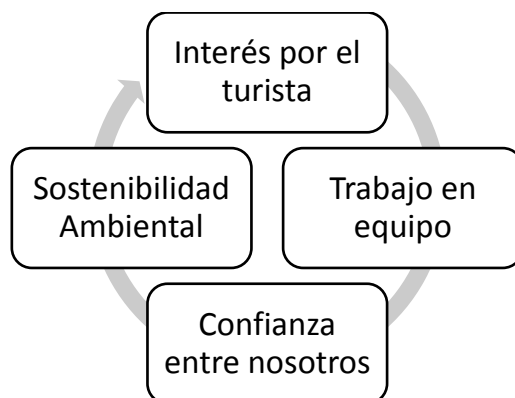 Interés por el
turista
Trabajo en
equipo
Confianza
entre nosotros
Sostenibilidad
Ambiental